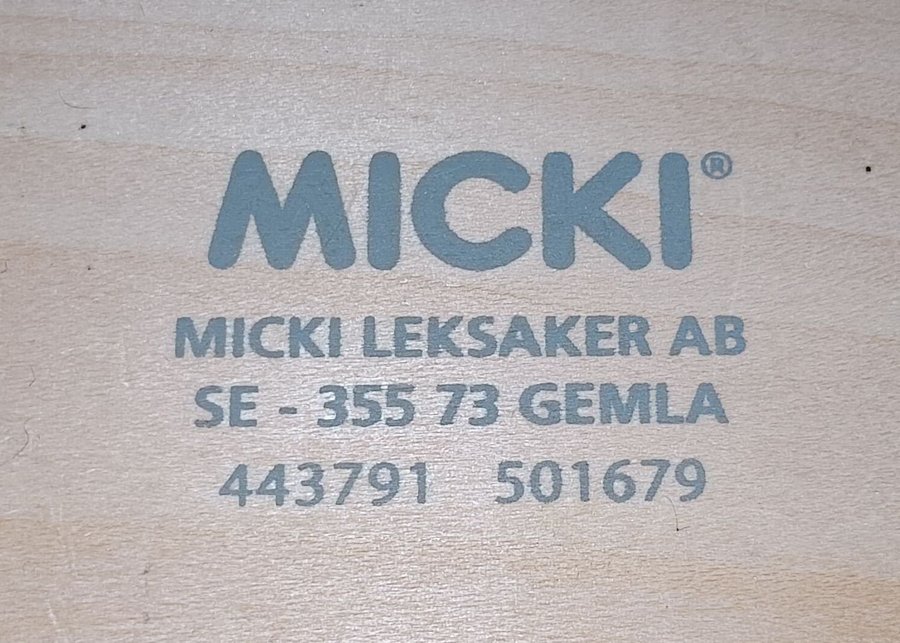 MICKI®
MICKI LEKSAKER AB
SE - 355 73 GEMLA
443791 501679